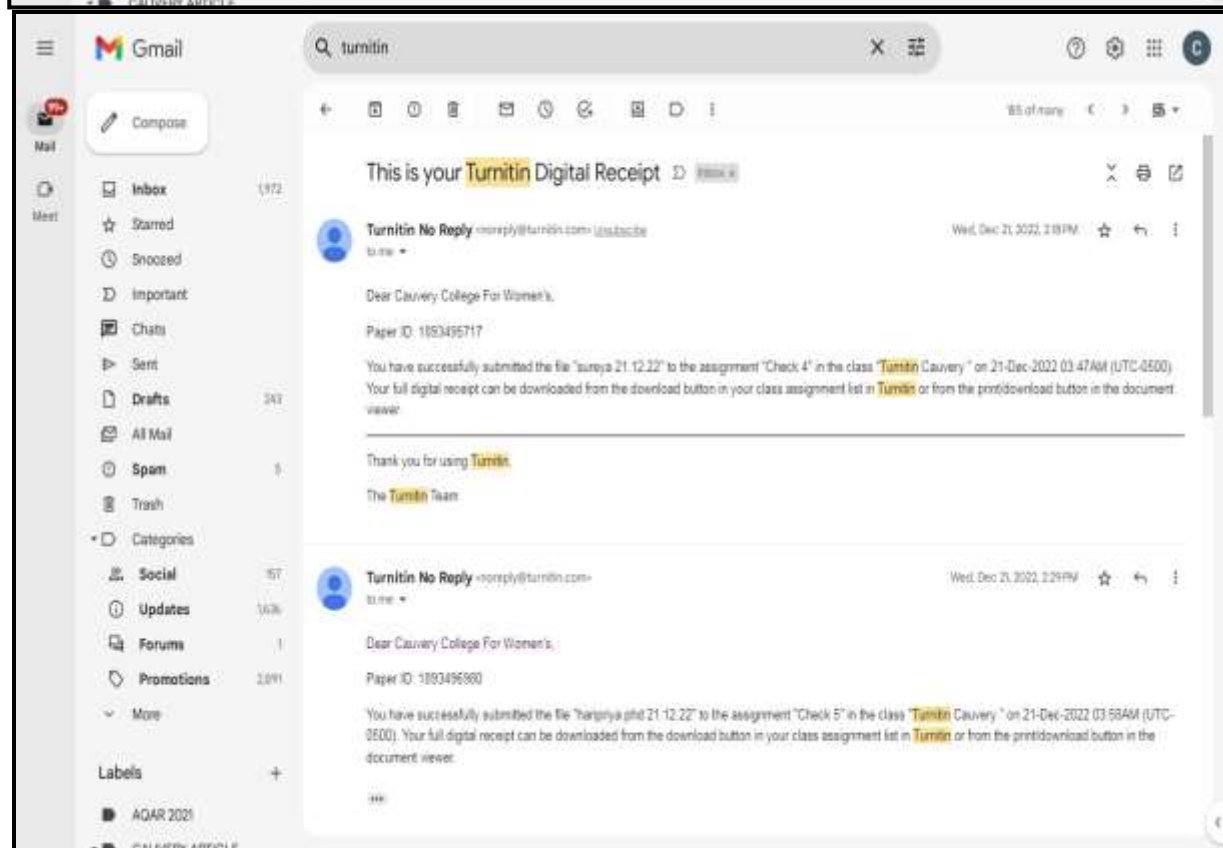 CAUVERY ARTICLE
Gmail
turnitin
C
Mail
Compose
of many
Meet
This is your Turnitin Digital Receipt
Inbox 1,972
Starred
Snoozed
Important
Chats
Sent
Drafts 243
All Mail
Spam 5
Trash
Categories
Social 157
Updates 1,636
Forums 1
Promotions 2,091
More
Labels +
AQAR 2021
CAUVERY ARTICLE
Turnitin No Reply <noreply@turnitin.com> Unsubscribe Wed, Dec 21, 2022, 2:18 PM
to me
Dear Cauvery College For Women's,
Paper ID: 1893495717
You have successfully submitted the file "sureya 21.12.22" to the assignment "Check 4" in the class "Turnitin Cauvery " on 21-Dec-2022 03:47AM (UTC-0500).
Your full digital receipt can be downloaded from the download button in your class assignment list in Turnitin or from the print/download button in the document
viewer.
Thank you for using Turnitin,
The Turnitin Team
Turnitin No Reply <noreply@turnitin.com> Wed, Dec 21, 2022, 2:29 PM
to me
Dear Cauvery College For Women's,
Paper ID: 1893496980
You have successfully submitted the file "haripriya phd 21.12.22" to the assignment "Check 5" in the class "Turnitin Cauvery " on 21-Dec-2022 03:58AM (UTC-
0500). Your full digital receipt can be downloaded from the download button in your class assignment list in Turnitin or from the print/download button in the
document viewer.